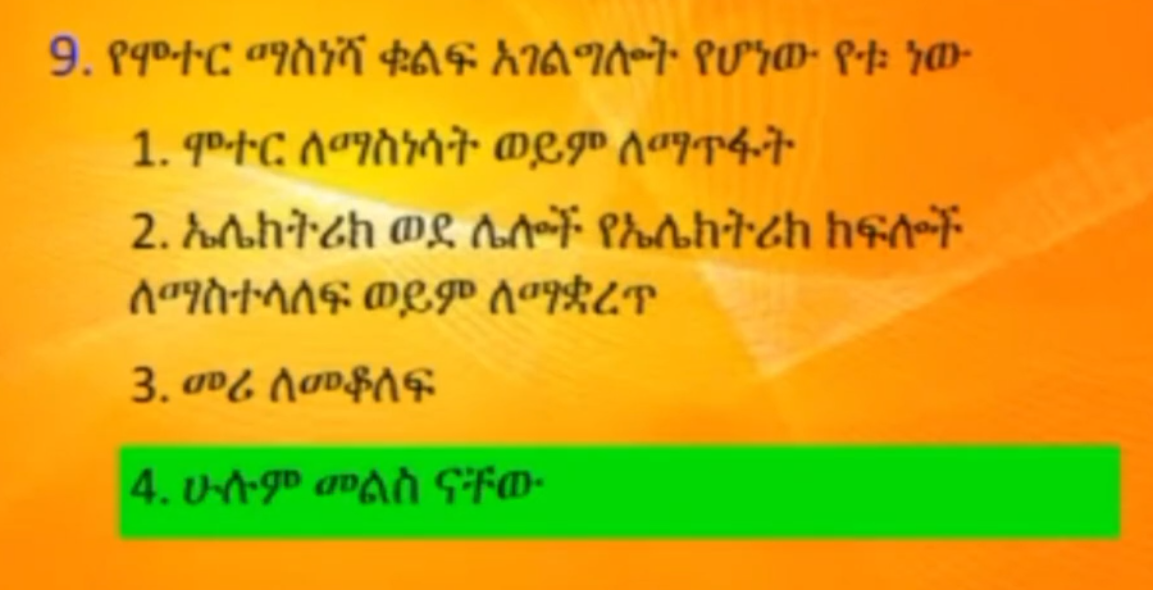 9. የሞተር ማስነሻ ቁልፍ አገልግሎት የሆነው የቱ ነው
1. ሞተር ለማስነሳት ወይም ለማጥፋት
2. ኤሌክትሪክ ወደ ሌሎች የኤሌክትሪክ ክፍሎች
ለማስተላለፍ ወይም ለማቋረጥ
3. መሪ ለመቆለፍ
4. ሁሉም መልስ ናቸው